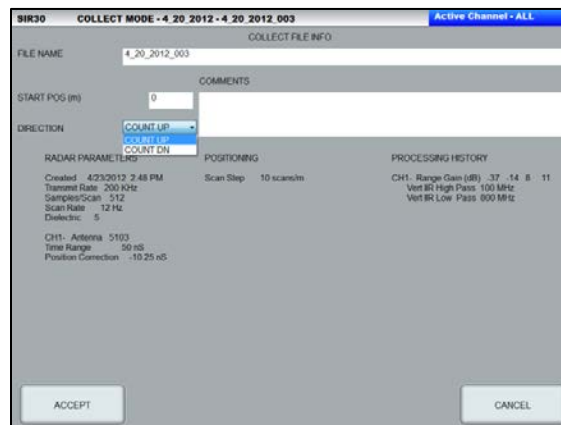 SIR30 COLLECT MODE - 4_20_2012 - 4_20_2012_003 Active Channel - ALL
COLLECT FILE INFO
FILE NAME 4_20_2012_003
COMMENTS
START POS (m) 0
DIRECTION COUNT UP
COUNT UP
COUNT DN
RADAR PARAMETERS POSITIONING PROCESSING HISTORY
Created 4/23/2012 2:48 PM Scan Step 10 scans/m CH1- Range Gain (dB) -37 -14 8 11
Transmit Rate 200 KHz Vert IIR High Pass 100 MHz
Samples/Scan 512 Vert IIR Low Pass 800 MHz
Scan Rate 12 Hz
Dielectric 5
CH1- Antenna 5103
Time Range 50 nS
Position Correction -10.25 nS
ACCEPT CANCEL